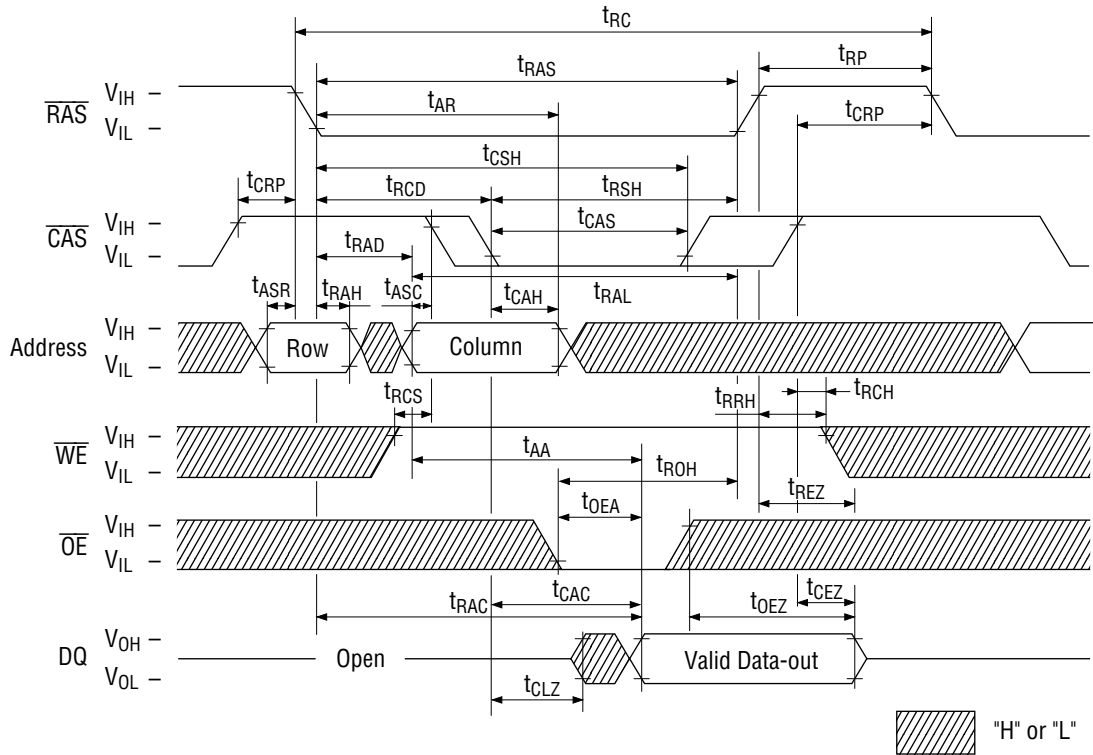 tRC
tRP
tRAS
RAS
VIH
VIL
tAR
tCRP
tCSH
tCRP
tRCD
tRSH
CAS
VIH
VIL
tCAS
tRAD
tRAL
tASR
tRAH
tASC
tCAH
Address
VIH
VIL
Row
Column
tRCS
tRRH
tRCH
WE
VIH
VIL
tAA
tROH
tREZ
tOEA
OE
VIH
VIL
tCAC
tRAC
tOEZ
tCEZ
DQ
VOH
VOL
Open
Valid Data-out
tCLZ
"H" or "L"